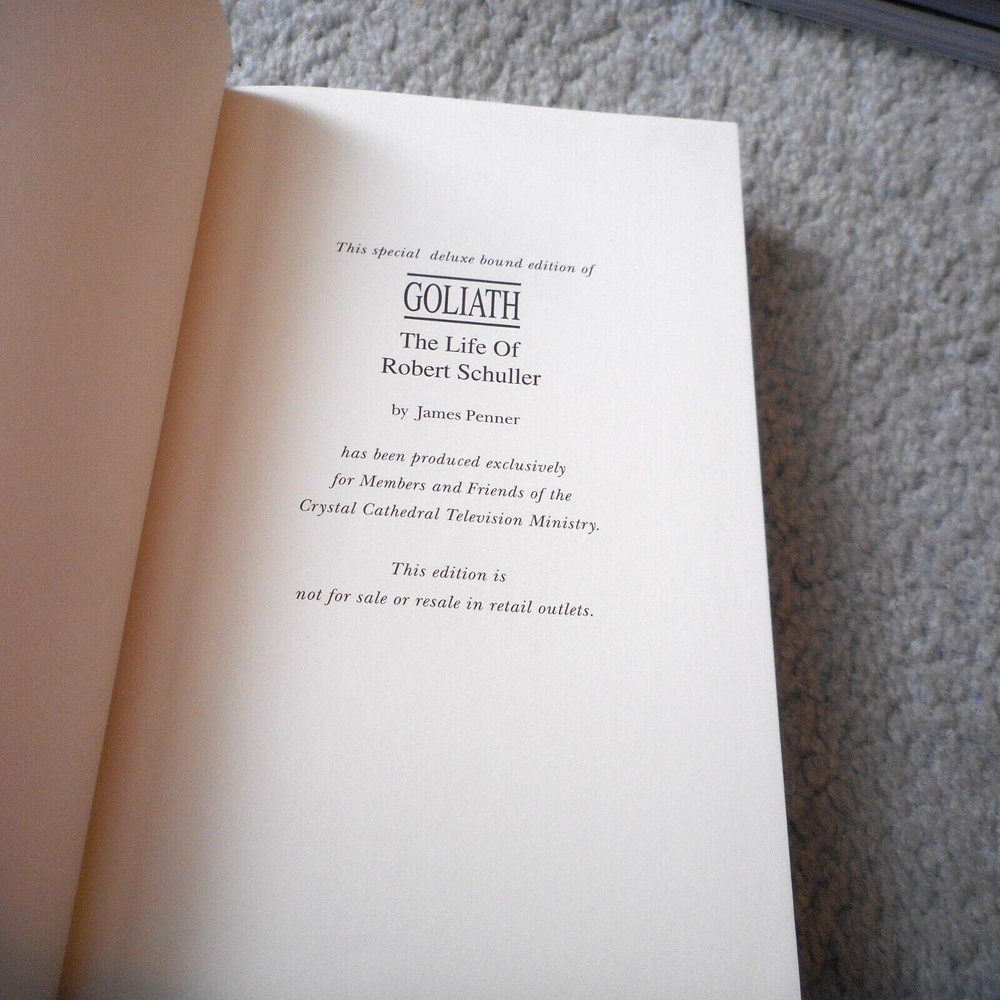 This special deluxe bound edition of
GOLIATH
The Life Of
Robert Schuller
by James Penner
has been produced exclusively
for Members and Friends of the
Crystal Cathedral Television Ministry.
This edition is
not for sale or resale in retail outlets.